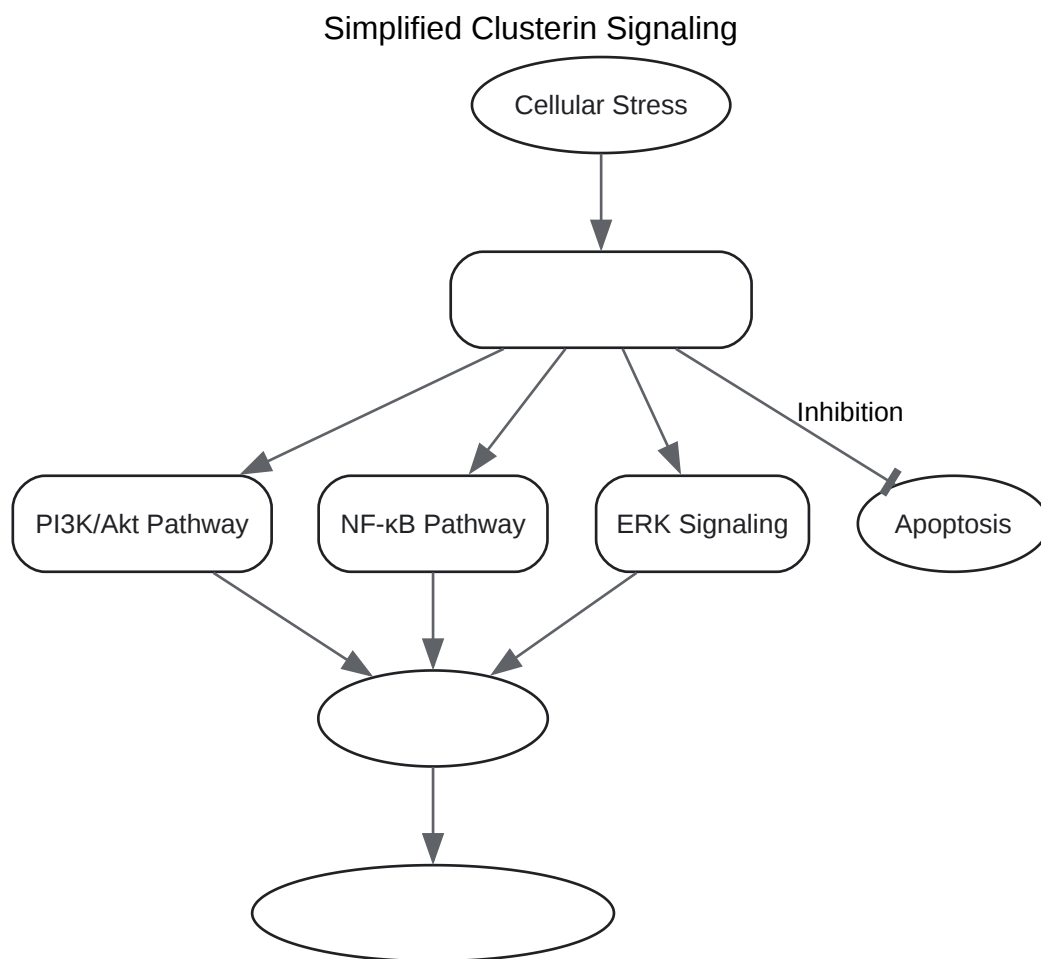 Simplified Clusterin Signaling
Cellular Stress
Inhibition
PI3K/Akt Pathway
NF-κB Pathway
ERK Signaling
Apoptosis